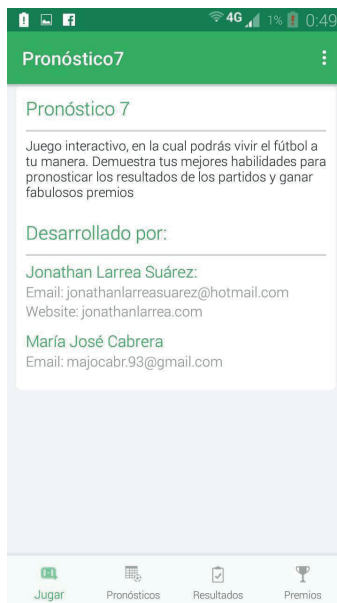 4G 1% 0:49
Pronóstico7
Pronóstico 7
Juego interactivo, en la cual podrás vivir el fútbol a
tu manera. Demuestra tus mejores habilidades para
pronosticar los resultados de los partidos y ganar
fabulosos premios
Desarrollado por:
Jonathan Larrea Suárez:
Email: jonathanlarreasuarez@hotmail.com
Website: jonathanlarrea.com
María José Cabrera
Email: majocabr.93@gmail.com
Jugar Pronósticos Resultados Premios